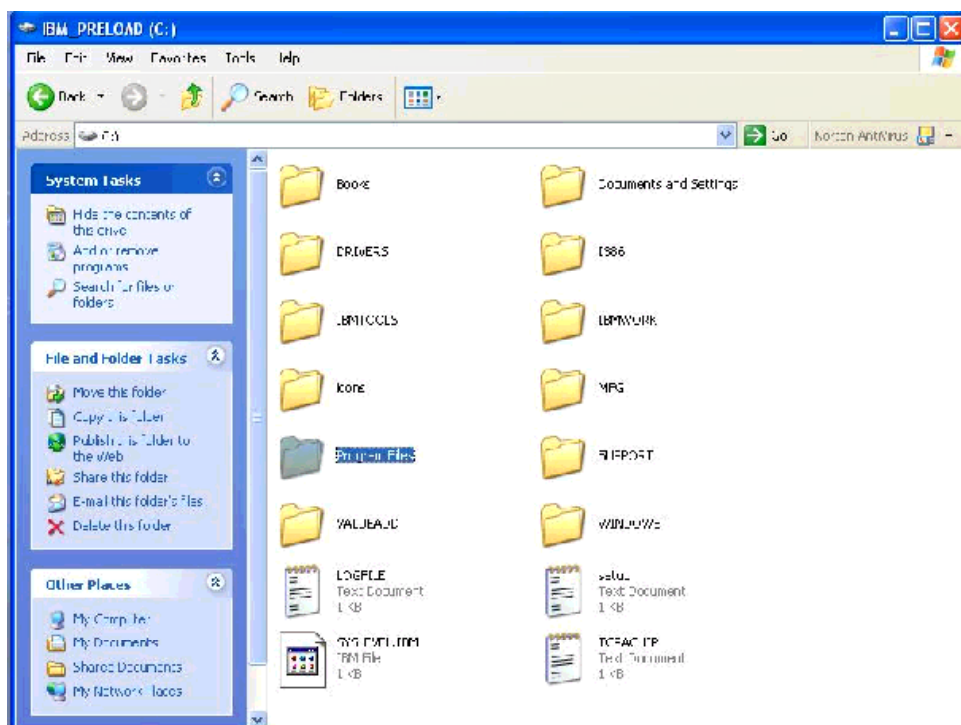 IBM_PRELOAD (C:)
File Edit View Favorites Tools Help
Back Search Folders
Address C:\ Go Norton AntiVirus
System Tasks
Hide the contents of
this drive
Add or remove
programs
Search for files or
folders
File and Folder Tasks
Move this folder
Copy this folder
Publish this folder to
the Web
Share this folder
E-mail this folder's files
Delete this folder
Other Places
My Computer
My Documents
Shared Documents
My Network Places
Books
Documents and Settings
DRIVERS
I386
IBMTOOLS
IBMWORK
Icons
MFG
Program Files
SUPPORT
VALUEADD
WINDOWS
LOGFILE
Text Document
1 KB
setup
Text Document
1 KB
SYSLEVEL.IBM
IBM File
1 KB
Text Document
1 KB